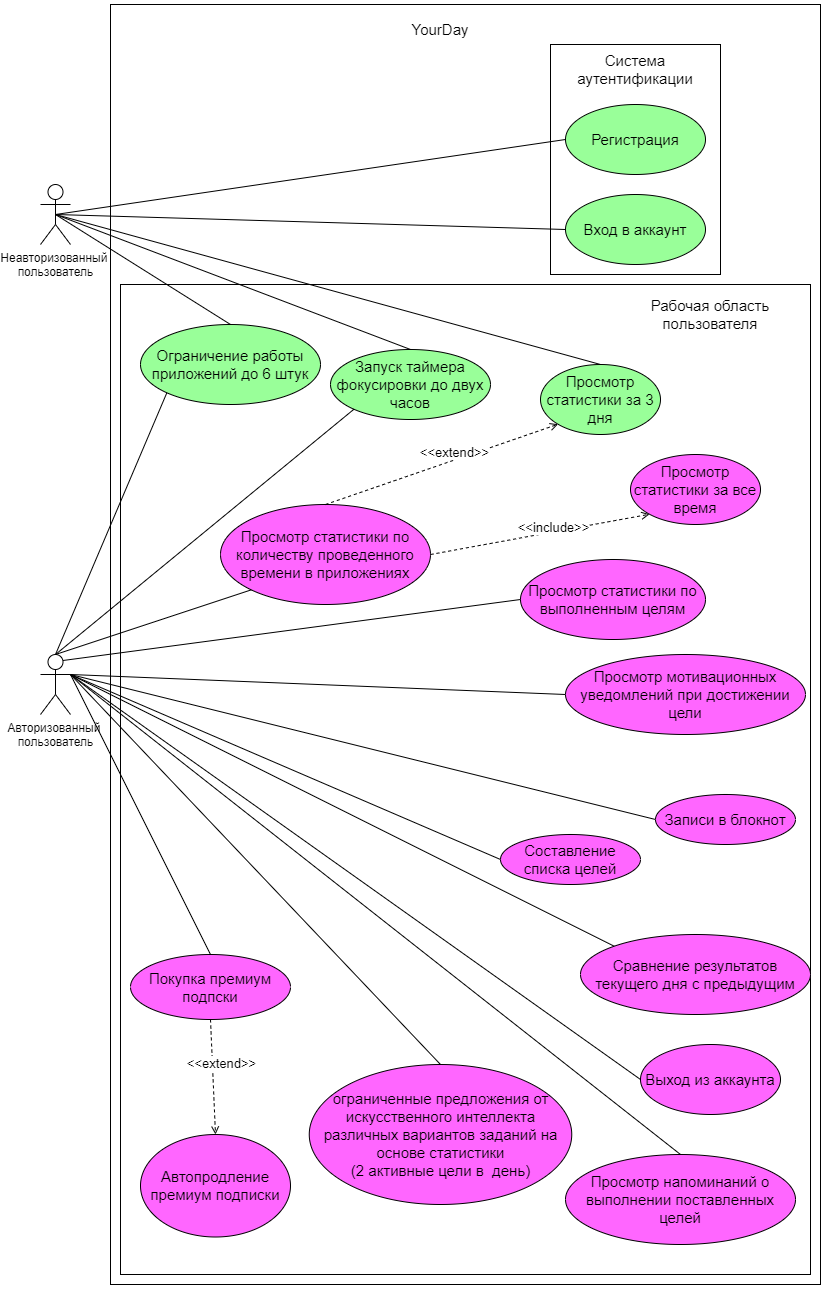 YourDay
Система
аутентификации
Регистрация
Вход в аккаунт
Неавторизованный
пользователь
Рабочая область
пользователя
Ограничение работы
приложений до 6 штук
Запуск таймера
фокусировки до двух
часов
Просмотр
статистики за 3
дня
<<extend>>
Просмотр
статистики за все
время
<<include>>
Просмотр статистики по
количеству проведенного
времени в приложениях
Просмотр статистики по
выполненным целям
Авторизованный
пользователь
Просмотр мотивационных
уведомлений при достижении
цели
Записи в блокнот
Составление
списка целей
Сравнение результатов
текущего дня с предыдущим
Покупка премиум
подпски
<<extend>>
Выход из аккаунта
ограниченные предложения от
искусственного интеллекта
различных вариантов заданий на
основе статистики
(2 активные цели в день)
Автопродление
премиум подписки
Просмотр напоминаний о
выполнении поставленных
целей